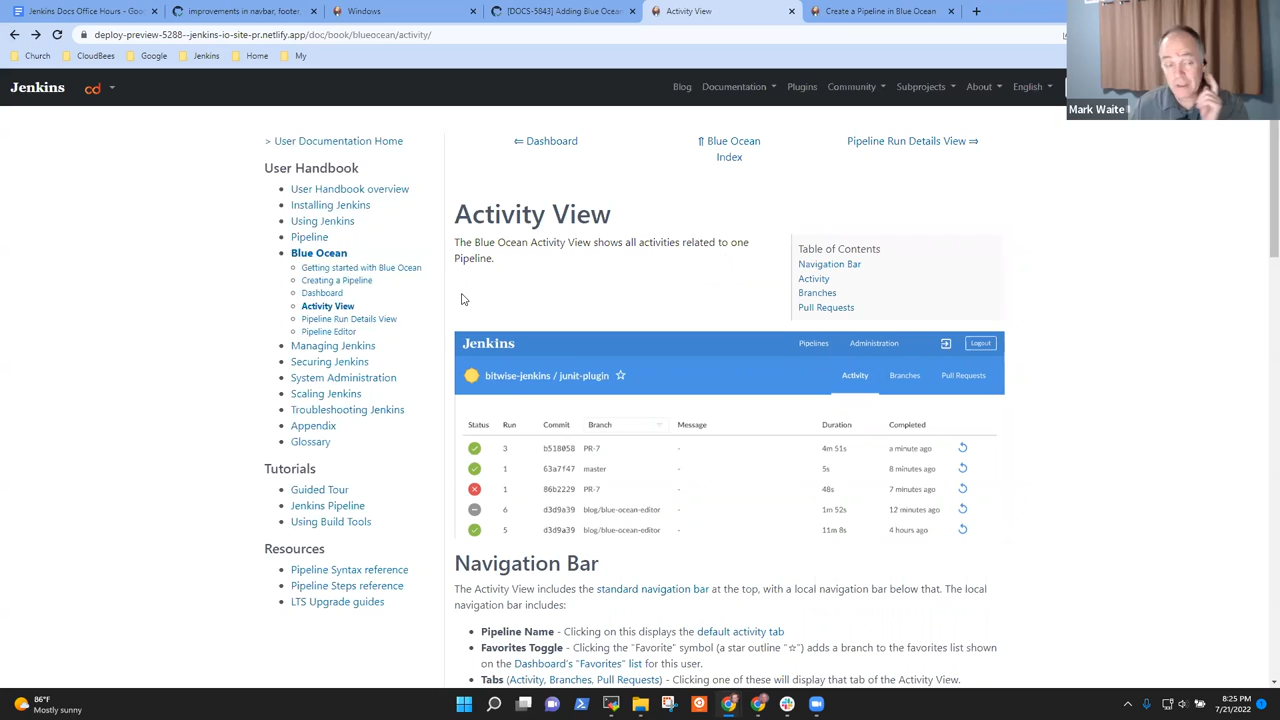 Jenkins Docs Office Hours - Goo
improvements in navbar, footer,
Windows
[DOCS-5843] Adding Blue Ocean
Activity View
Create a Pipeline in Blue Ocean
deploy-preview-5288--jenkins-io-site-pr.netlify.app/doc/book/blueocean/activity/
Church
CloudBees
Google
Jenkins
Home
My
Mark Waite
Jenkins
cd
Blog
Documentation
Plugins
Community
Subprojects
About
English
> User Documentation Home
User Handbook
User Handbook overview
Installing Jenkins
Using Jenkins
Pipeline
Blue Ocean
Getting started with Blue Ocean
Creating a Pipeline
Dashboard
Activity View
Pipeline Run Details View
Pipeline Editor
Managing Jenkins
Securing Jenkins
System Administration
Scaling Jenkins
Troubleshooting Jenkins
Appendix
Glossary
Tutorials
Guided Tour
Jenkins Pipeline
Using Build Tools
Resources
Pipeline Syntax reference
Pipeline Steps reference
LTS Upgrade guides
⇐ Dashboard
⇑ Blue Ocean
Index
Pipeline Run Details View ⇒
Activity View
The Blue Ocean Activity View shows all activities related to one
Pipeline.
Table of Contents
Navigation Bar
Activity
Branches
Pull Requests
Jenkins
Pipelines
Administration
Logout
bitwise-jenkins / junit-plugin
Activity
Branches
Pull Requests
Status Run Commit Branch Message Duration Completed
3 b518058 PR-7 - 4m 51s a minute ago
1 63a7f47 master - 5s 8 minutes ago
1 86b2229 PR-7 - 48s 7 minutes ago
6 d3d9a39 blog/blue-ocean-editor - 1m 52s 12 minutes ago
5 d3d9a39 blog/blue-ocean-editor - 11m 8s 4 hours ago
Navigation Bar
The Activity View includes the standard navigation bar at the top, with a local navigation bar below that. The local
navigation bar includes:
Pipeline Name - Clicking on this displays the default activity tab
Favorites Toggle - Clicking the "Favorite" symbol (a star outline "☆") adds a branch to the favorites list shown
on the Dashboard's "Favorites" list for this user.
Tabs (Activity, Branches, Pull Requests) - Clicking one of these will display that tab of the Activity View.
86°F
Mostly sunny
8:25 PM
7/21/2022